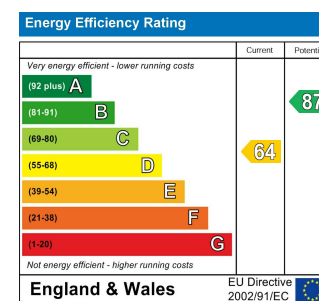 Energy Efficiency Rating
Current Potenti
Very energy efficient - lower running costs
(92 plus) A
(81-91) B
87
(69-80) C
64
(55-68) D
(39-54) E
(21-38) F
(1-20) G
Not energy efficient - higher running costs
England & Wales
EU Directive
2002/91/EC